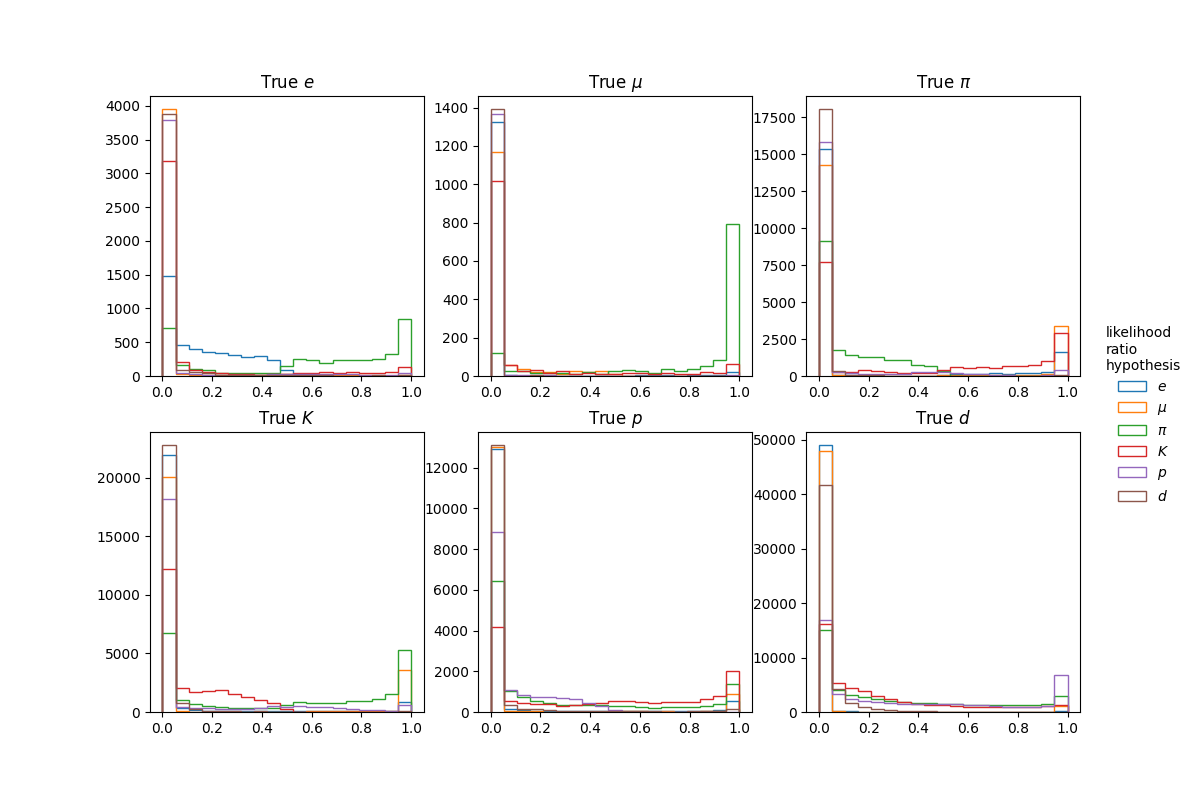 True e
True μ
True π
4000
3500
3000
2500
2000
1500
1000
500
0
0.0 0.2 0.4 0.6 0.8 1.0
1400
1200
1000
800
600
400
200
0
0.0 0.2 0.4 0.6 0.8 1.0
17500
15000
12500
10000
7500
5000
2500
0
0.0 0.2 0.4 0.6 0.8 1.0
likelihood
ratio
hypothesis
e
μ
π
K
p
d
True K
True p
True d
20000
15000
10000
5000
0
0.0 0.2 0.4 0.6 0.8 1.0
12000
10000
8000
6000
4000
2000
0
0.0 0.2 0.4 0.6 0.8 1.0
50000
40000
30000
20000
10000
0
0.0 0.2 0.4 0.6 0.8 1.0